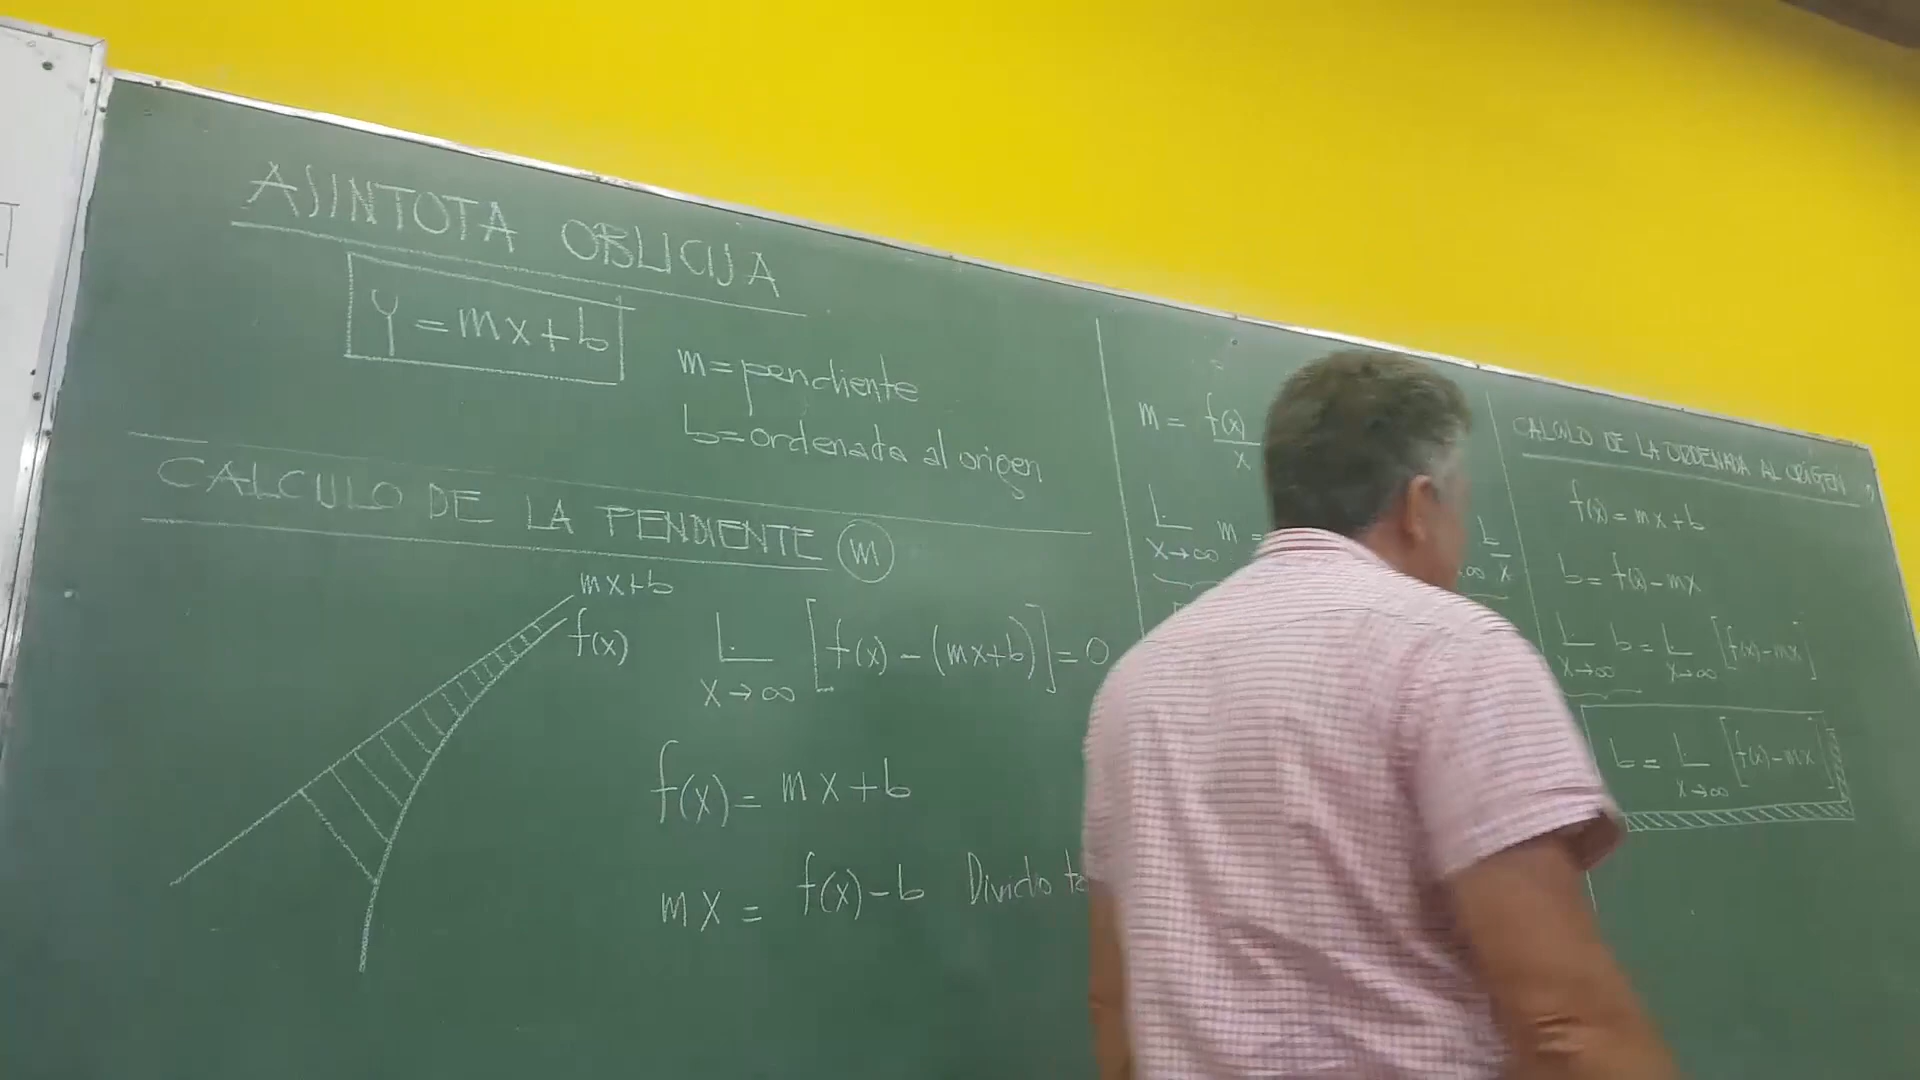 ASINTOTA OBLICUA
Y = mx+b
m = pendiente
b = ordenada al origen
CALCULO DE LA PENDIENTE m
mx+b
f(x)
L [f(x) - (mx+b)] = 0
x→∞
f(x) = mx+b
mx = f(x) - b Divido
m = f(x)
x
L m = b
x→∞ ∞ x
CALCULO DE LA ORDENADA AL ORIGEN
f(x) = mx+b
b = f(x) - mx
L b = L [f(x) - mx]
x→∞ x→∞
b = L [f(x) - mx]
x→∞